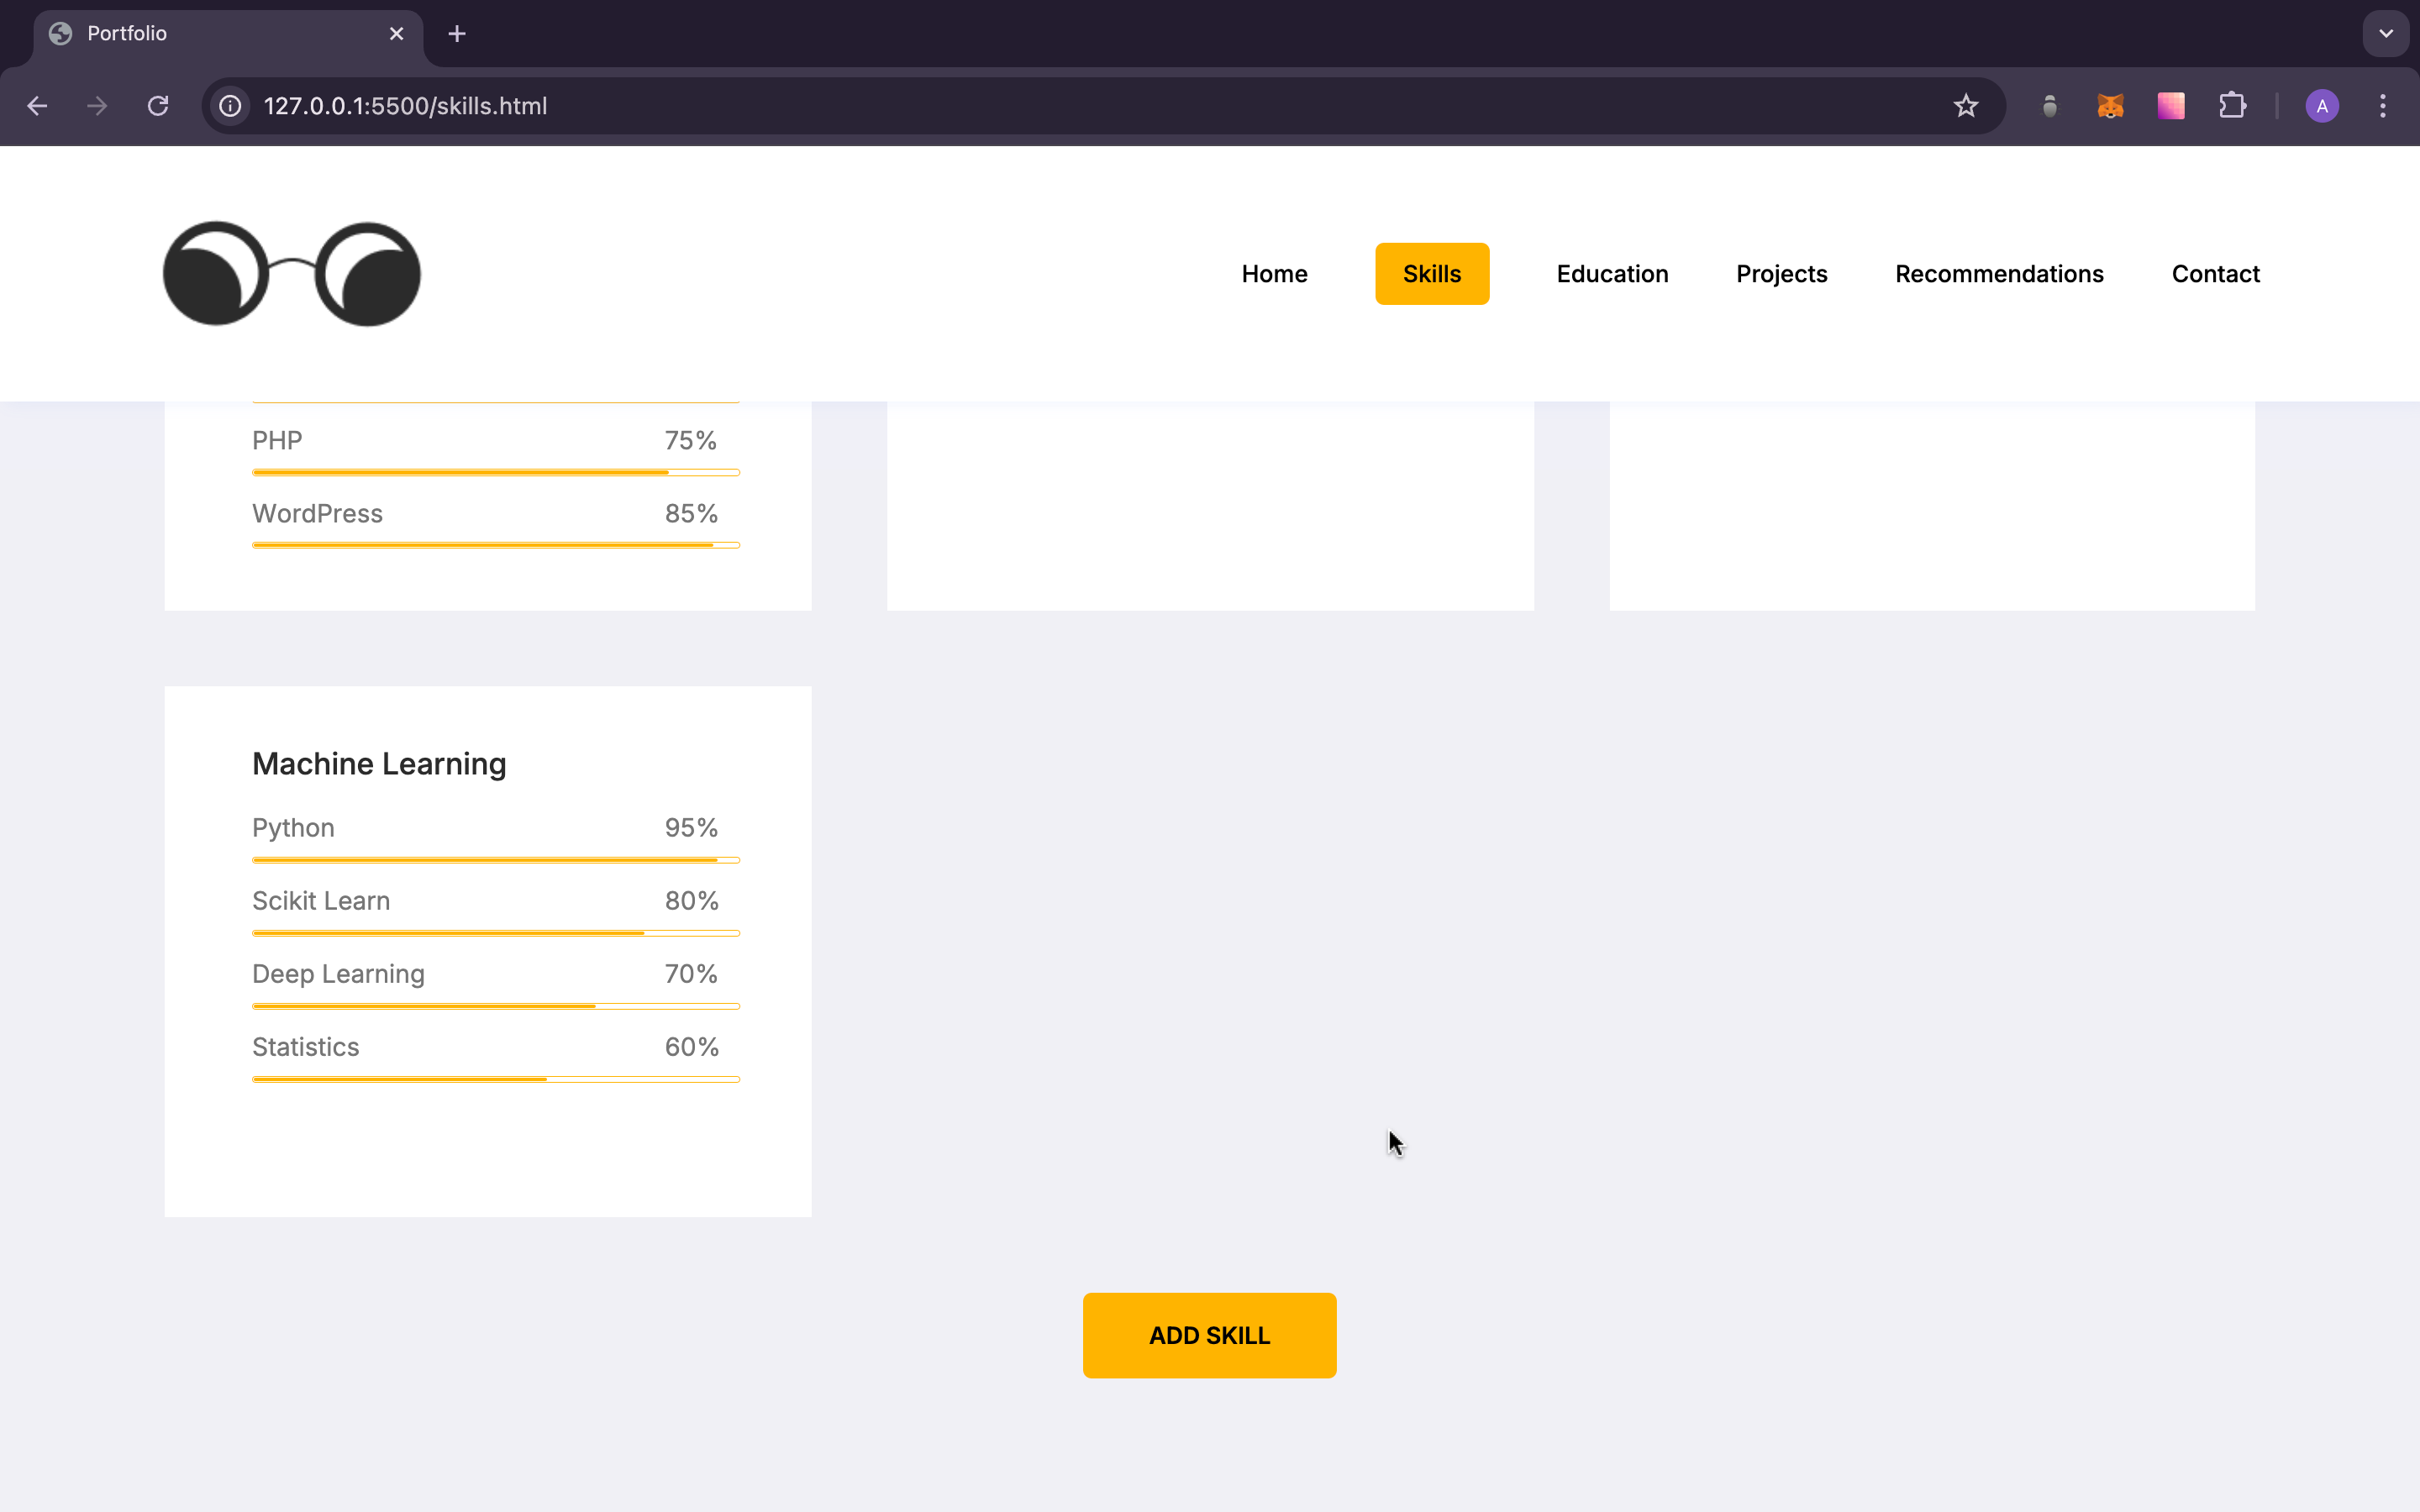 Portfolio
127.0.0.1:5500/skills.html
A
Home Skills Education Projects Recommendations Contact
PHP 75%
WordPress 85%
Machine Learning
Python 95%
Scikit Learn 80%
Deep Learning 70%
Statistics 60%
ADD SKILL